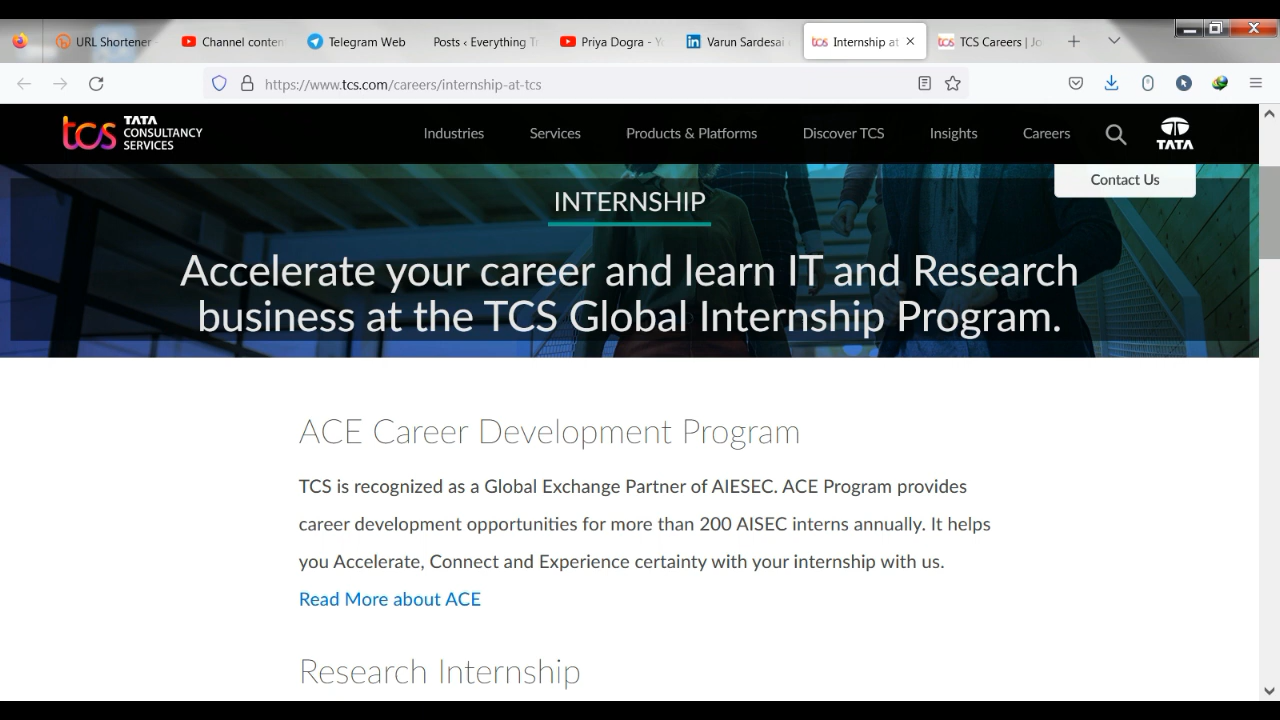 URL Shortener
Channel conten
Telegram Web
Posts ‹ Everything T
Priya Dogra - Y
Varun Sardesai
Internship at
TCS Careers | Jo
https://www.tcs.com/careers/internship-at-tcs
tcs TATA CONSULTANCY SERVICES
Industries
Services
Products & Platforms
Discover TCS
Insights
Careers
TATA
Contact Us
INTERNSHIP
Accelerate your career and learn IT and Research
business at the TCS Global Internship Program.
ACE Career Development Program
TCS is recognized as a Global Exchange Partner of AIESEC. ACE Program provides
career development opportunities for more than 200 AISEC interns annually. It helps
you Accelerate, Connect and Experience certainty with your internship with us.
Read More about ACE
Research Internship